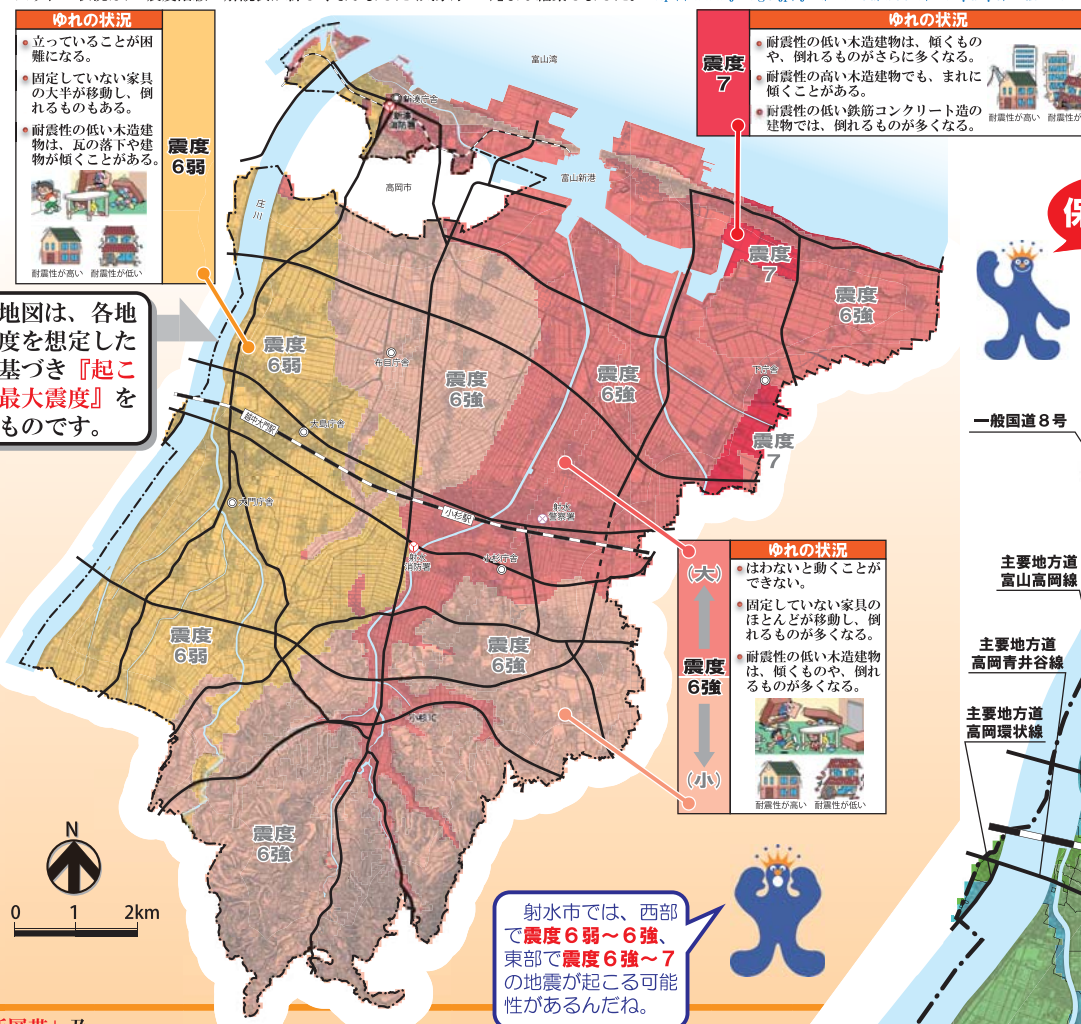 ゆれの状況
立っていることが困
難になる。
固定していない家具
の大半が移動し、倒
れるものもある。
耐震性の低い木造建
物は、瓦の落下や建
物が傾くことがある。
耐震性が高い 耐震性が低い
震度
6弱
震度
7
ゆれの状況
耐震性の低い木造建物は、傾くもの
や、倒れるものがさらに多くなる。
耐震性の高い木造建物でも、まれに
傾くことがある。
耐震性の低い鉄筋コンクリート造の
建物では、倒れるものが多くなる。
耐震性が高い 耐震性が
地図は、各地
度を想定した
基づき『起こ
最大震度』を
ものです。
富山湾
新湊庁舎
新湊
消防署
高岡市
富山新港
庄川
震度
7
震度
6強
震度
6弱
布目庁舎
震度
6強
震度
6強
下庁舎
震度
7
越中大門駅
大島庁舎
大門庁舎
小杉駅
射水
警察署
射水
消防署
小杉庁舎
震度
6弱
震度
6強
小杉IC
震度
6強
(大)
震度
6強
(小)
ゆれの状況
はわないと動くことが
できない。
固定していない家具の
ほとんどが移動し、倒
れるものが多くなる。
耐震性の低い木造建物
は、傾くものや、倒れ
るものが多くなる。
耐震性が高い 耐震性が低い
一般国道8号
主要地方道
富山高岡線
主要地方道
高岡青井谷線
主要地方道
高岡環状線
N
0 1 2km
射水市では、西部
で震度6弱～6強、
東部で震度6強～7
の地震が起こる可能
性があるんだね。